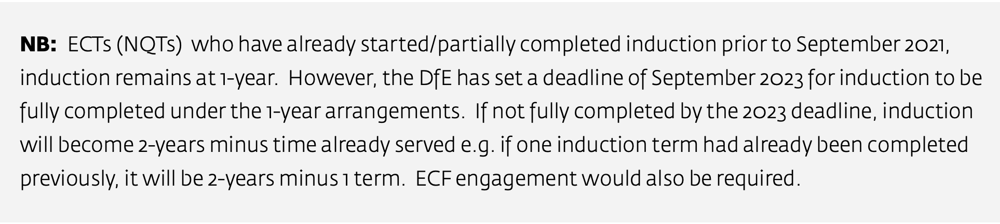 NB:  ECTs (NQTs)  who have already started/partially completed induction prior to September 2021,
induction remains at 1-year.  However, the DfE has set a deadline of September 2023 for induction to be
fully completed under the 1-year arrangements.  If not fully completed by the 2023 deadline, induction
will become 2-years minus time already served e.g. if one induction term had already been completed
previously, it will be 2-years minus 1 term.  ECF engagement would also be required.